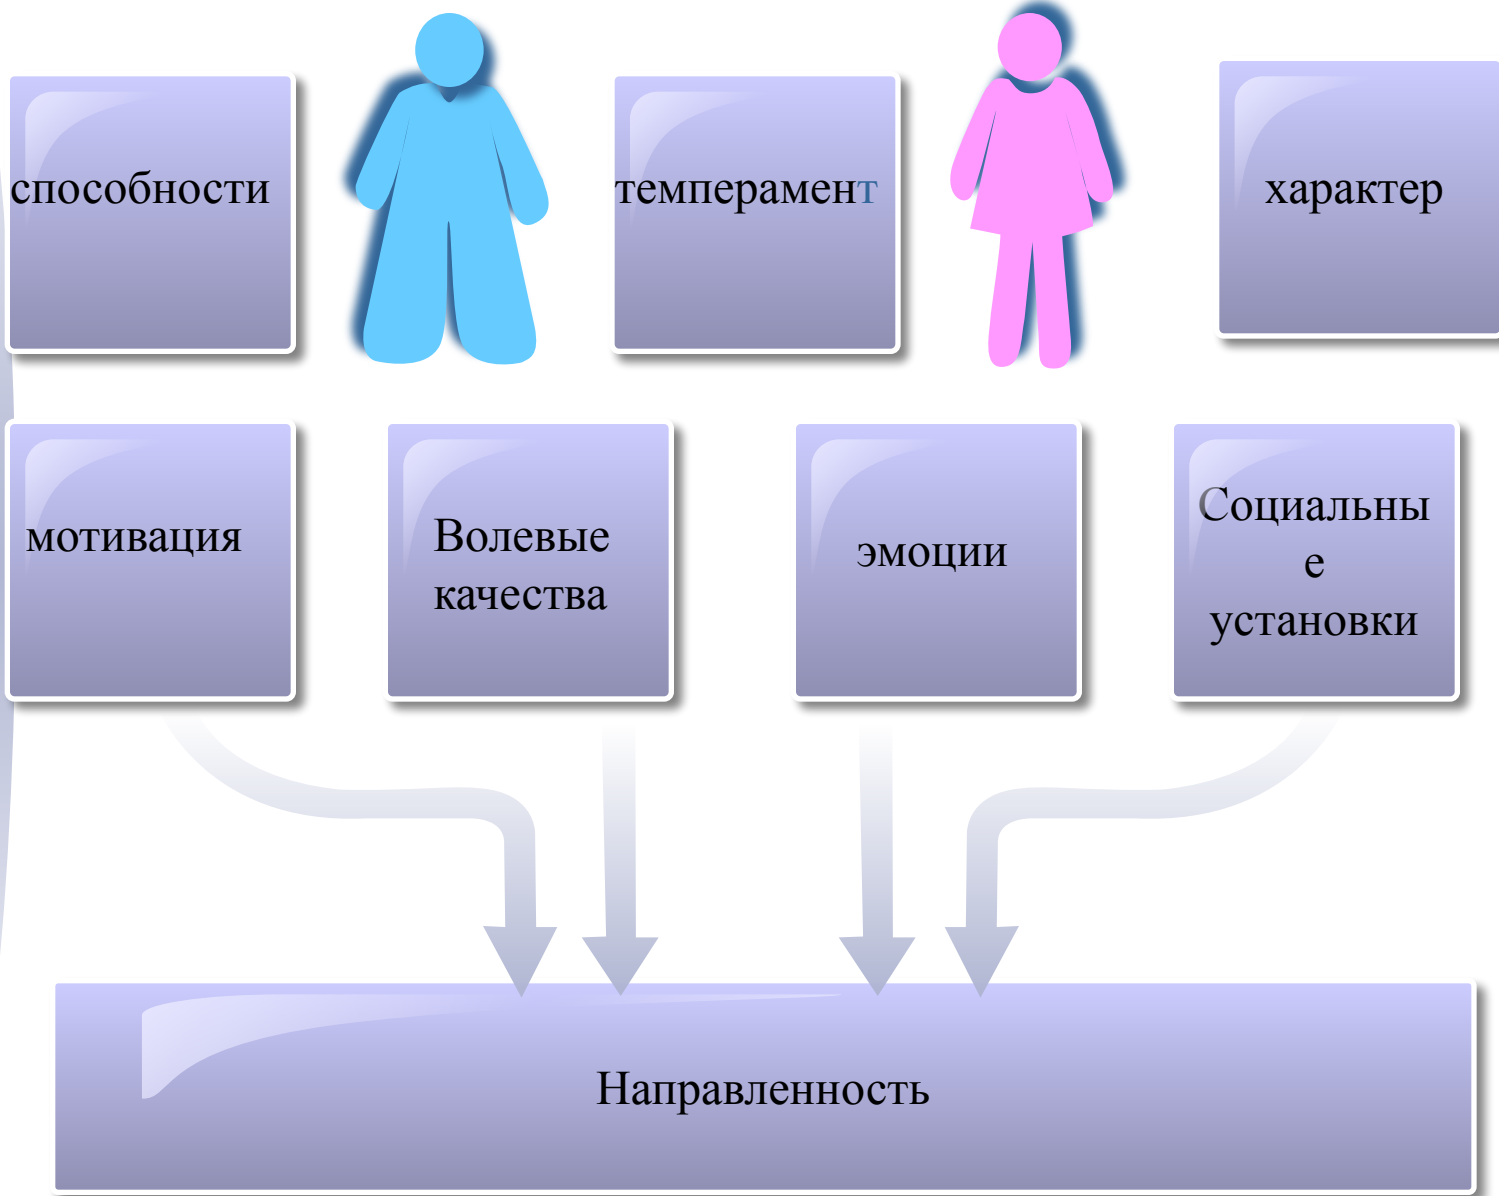 способности
темперамент
характер
мотивация
Волевые
качества
эмоции
Социальны
е
установки
Направленность